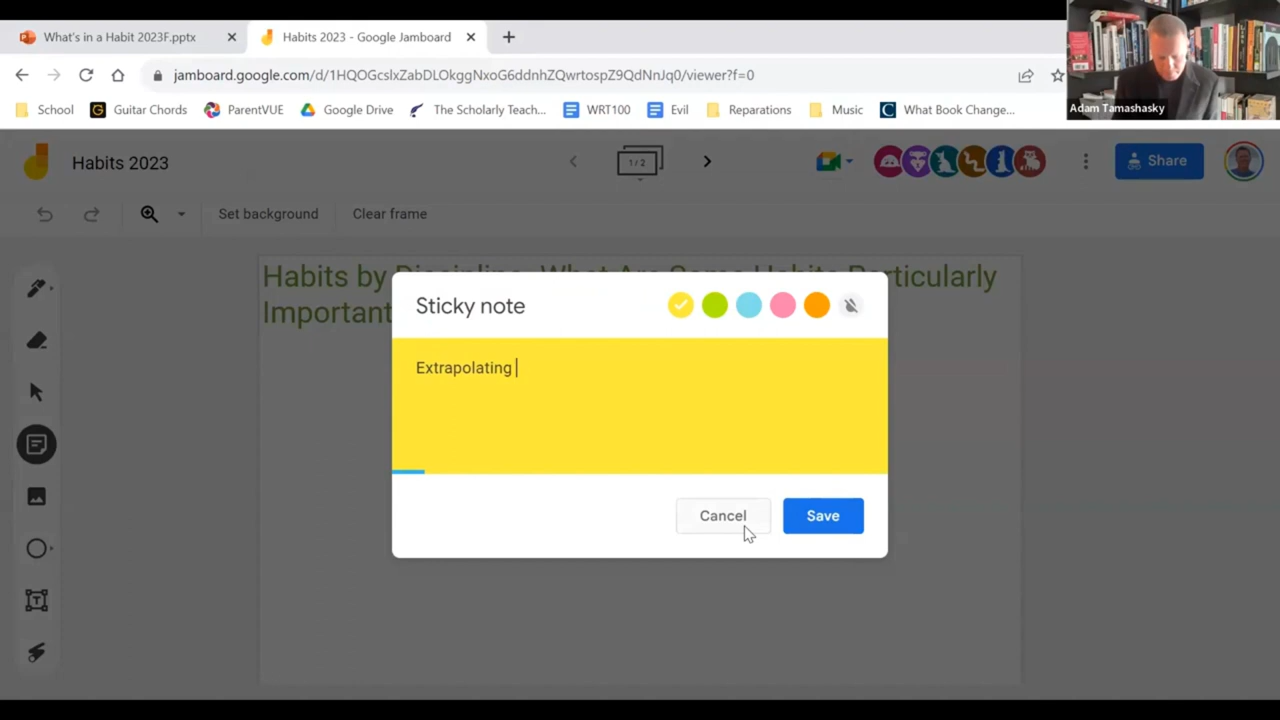 What's in a Habit 2023F.pptx
Habits 2023 - Google Jamboard
jamboard.google.com/d/1HQOGcslxZabDLOkggNxoG6ddnhZQwrtospZ9QdNnJq0/viewer?f=0
School
Guitar Chords
ParentVUE
Google Drive
The Scholarly Teach...
WRT100
Evil
Reparations
Music
What Book Change...
Adam Tamashasky
Habits 2023
1/2
Share
Set background
Clear frame
Habits by Discipline: What Are Some Habits Particularly
Important
Sticky note
Extrapolating
Cancel
Save